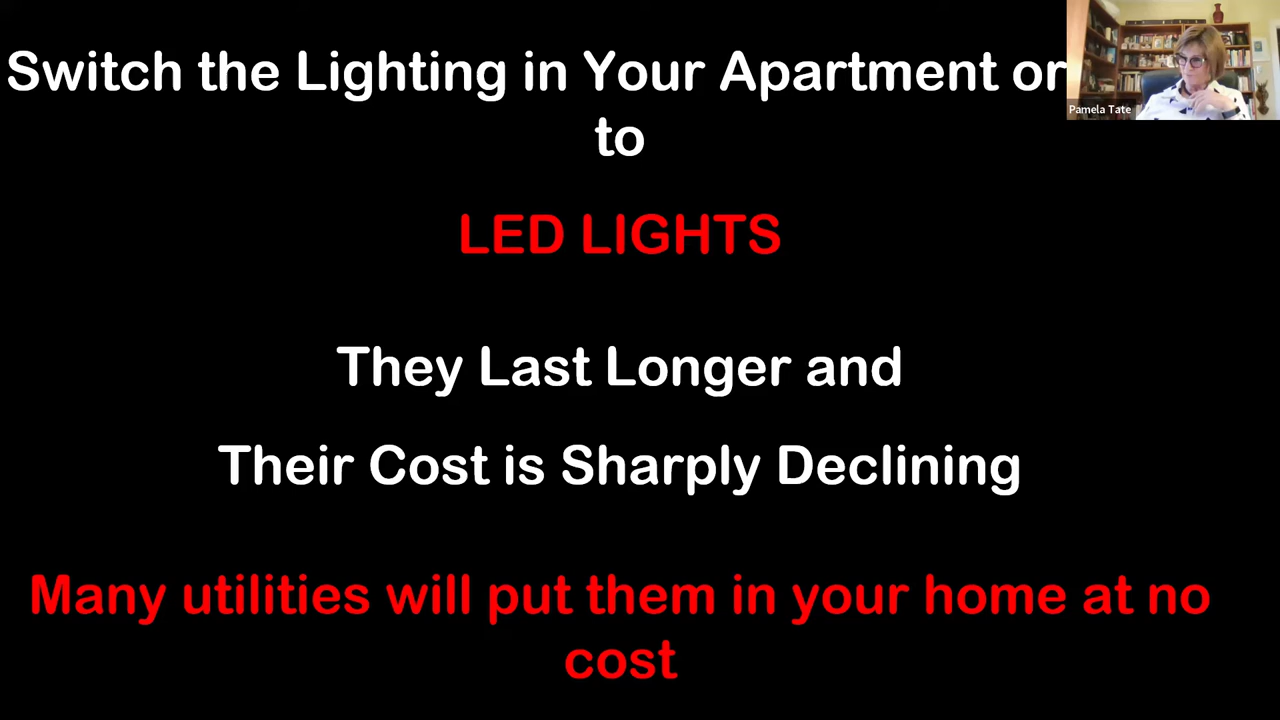 Switch the Lighting in Your Apartment or
to
LED LIGHTS
They Last Longer and
Their Cost is Sharply Declining
Many utilities will put them in your home at no
cost
Pamela Tate